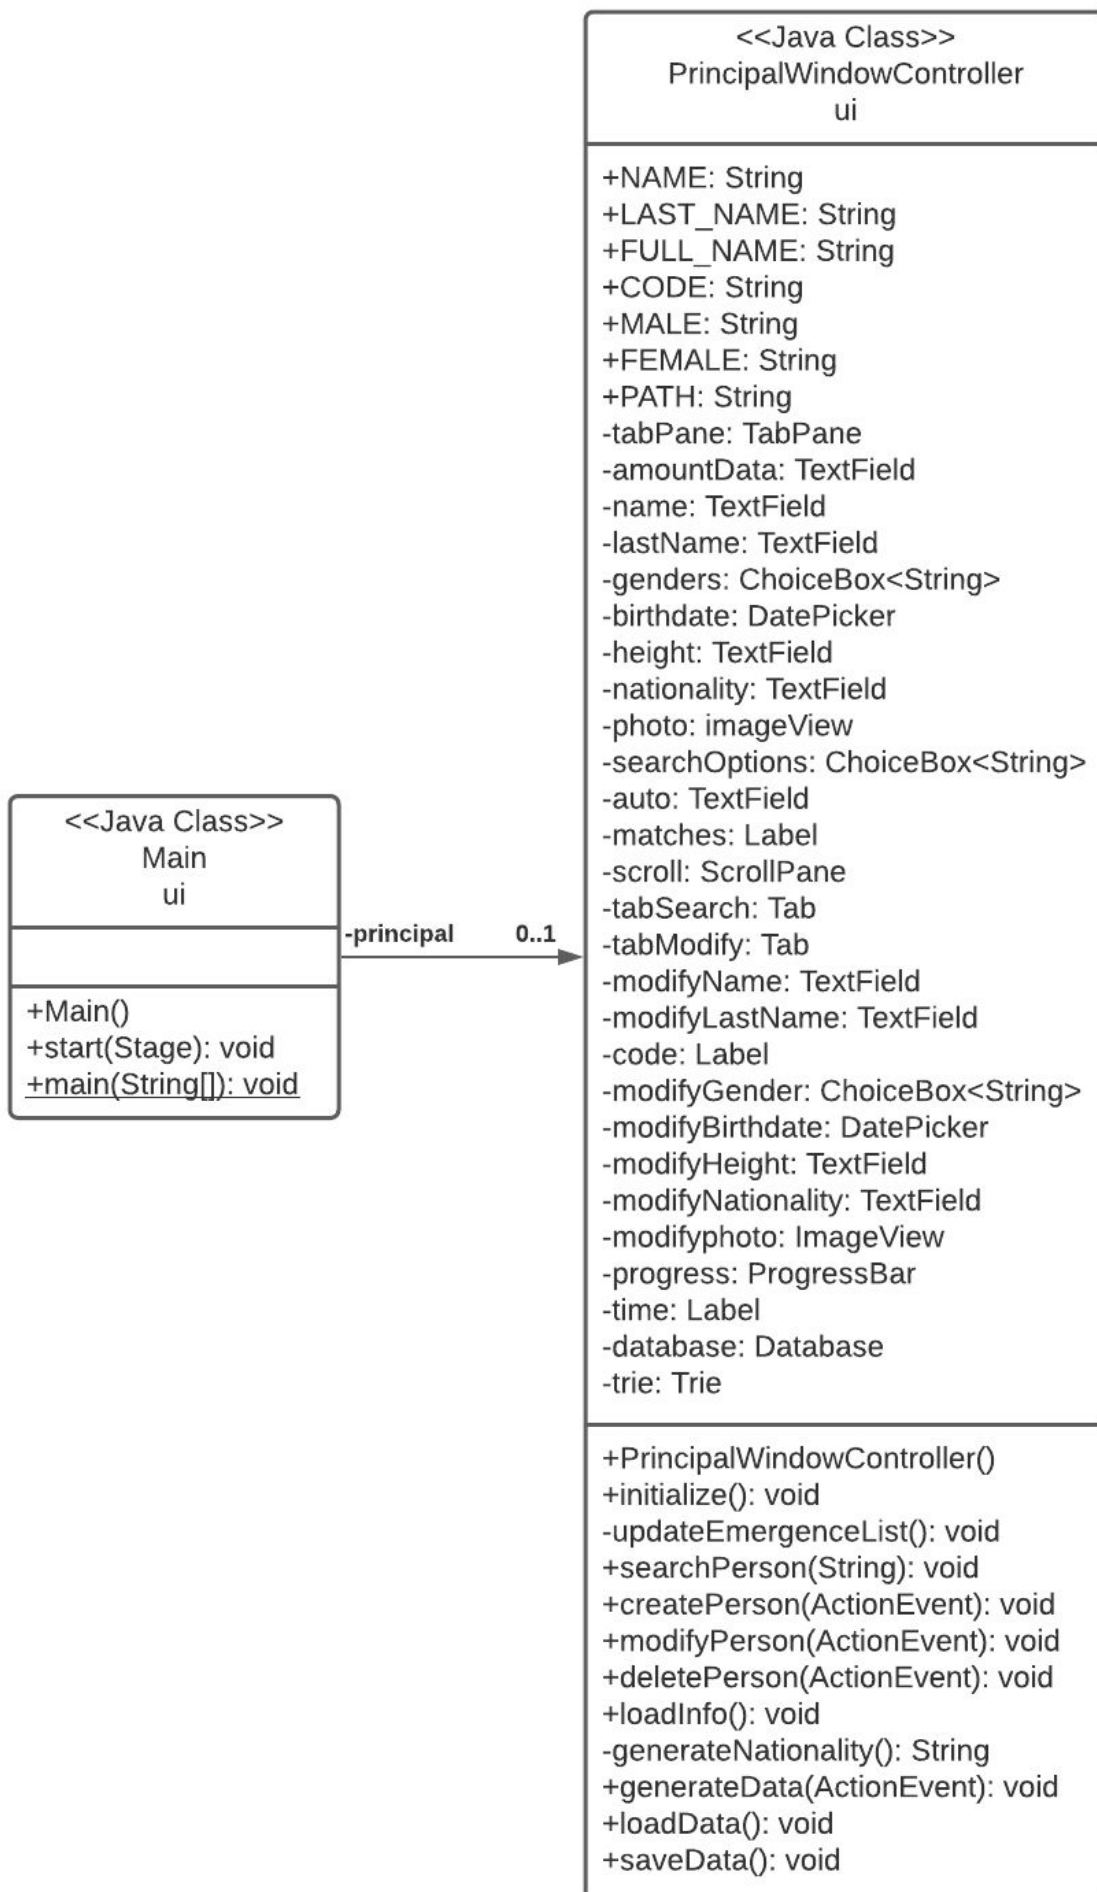 <<Java Class>>
Main
ui
+Main()
+start(Stage): void
+main(String[]): void
-principal 0..1
<<Java Class>>
PrincipalWindowController
ui
+NAME: String
+LAST_NAME: String
+FULL_NAME: String
+CODE: String
+MALE: String
+FEMALE: String
+PATH: String
-tabPane: TabPane
-amountData: TextField
-name: TextField
-lastName: TextField
-genders: ChoiceBox<String>
-birthdate: DatePicker
-height: TextField
-nationality: TextField
-photo: imageView
-searchOptions: ChoiceBox<String>
-auto: TextField
-matches: Label
-scroll: ScrollPane
-tabSearch: Tab
-tabModify: Tab
-modifyName: TextField
-modifyLastName: TextField
-code: Label
-modifyGender: ChoiceBox<String>
-modifyBirthdate: DatePicker
-modifyHeight: TextField
-modifyNationality: TextField
-modifyphoto: ImageView
-progress: ProgressBar
-time: Label
-database: Database
-trie: Trie
+PrincipalWindowController()
+initialize(): void
-updateEmergenceList(): void
+searchPerson(String): void
+createPerson(ActionEvent): void
+modifyPerson(ActionEvent): void
+deletePerson(ActionEvent): void
+loadInfo(): void
-generateNationality(): String
+generateData(ActionEvent): void
+loadData(): void
+saveData(): void